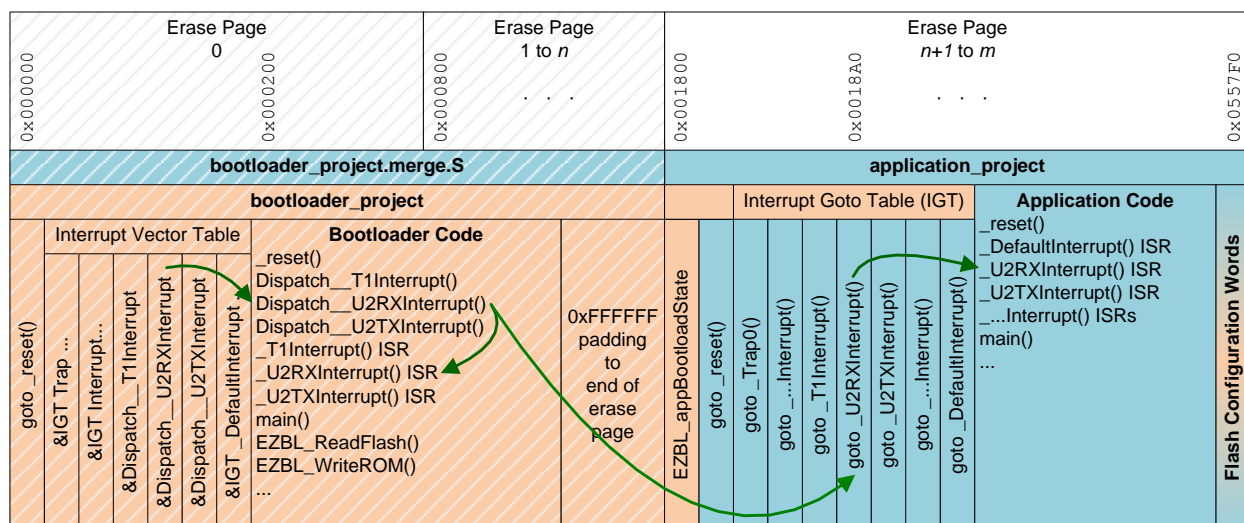 Erase Page
0
Erase Page
1 to n
Erase Page
n+1 to m
0x000000
0x000200
0x000800
. . .
0x001800
0x0018A0
. . .
0x0557F0
bootloader_project.merge.S
application_project
bootloader_project
Interrupt Goto Table (IGT)
goto _reset()
Interrupt Vector Table
&IGT Trap ...
&IGT Interrupt...
&Dispatch__T1Interrupt
&Dispatch__U2RXInterrupt
&Dispatch__U2TXInterrupt
&IGT _DefaultInterrupt
Bootloader Code
_reset()
Dispatch__T1Interrupt()
Dispatch__U2RXInterrupt()
Dispatch__U2TXInterrupt()
_T1Interrupt() ISR
_U2RXInterrupt() ISR
_U2TXInterrupt() ISR
main()
EZBL_ReadFlash()
EZBL_WriteROM()
...
0xFFFFFF
padding
to
end of
erase
page
EZBL_appBootloadState
goto _reset()
goto _Trap0()
goto _...Interrupt()
goto _T1Interrupt()
goto _U2RXInterrupt()
goto _U2TXInterrupt()
goto _...Interrupt()
goto _DefaultInterrupt()
Application Code
_reset()
_DefaultInterrupt() ISR
_U2RXInterrupt() ISR
_U2TXInterrupt() ISR
_...Interrupt() ISRs
main()
...
Flash Configuration Words